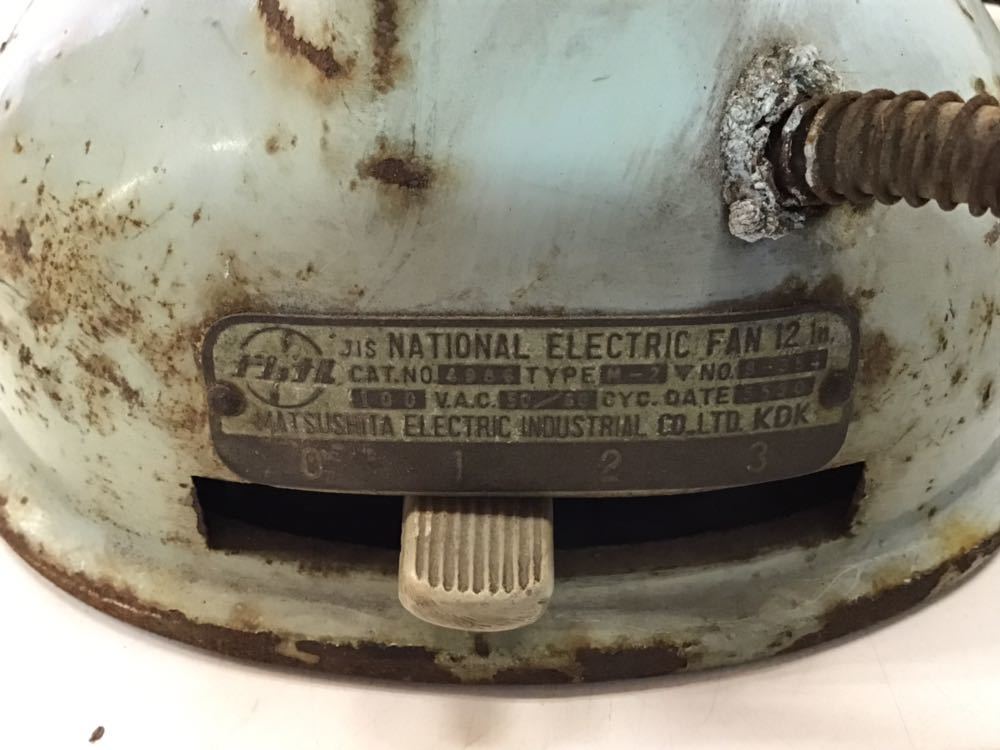 ナショナル
JIS NATIONAL ELECTRIC FAN 12 In.
CAT.NO. TYPE M-7 NO.
100 V.A.C. 50/60 CYC. DATE
MATSUSHITA ELECTRIC INDUSTRIAL CO.,LTD. KDK
0 1 2 3